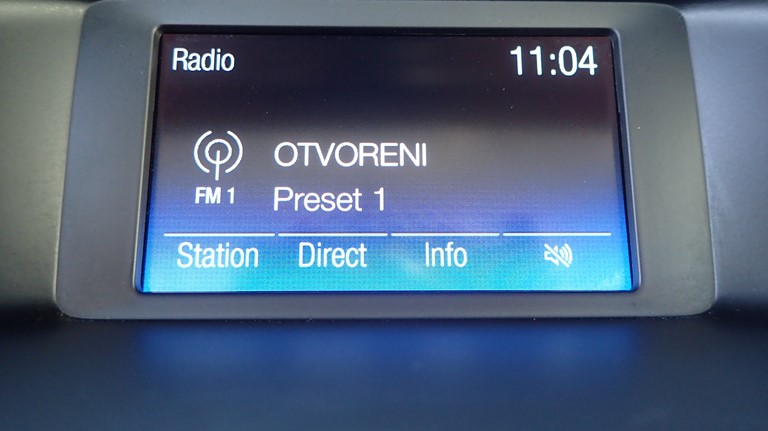 Radio 11:04
OTVORENI
FM 1 Preset 1
Station Direct Info